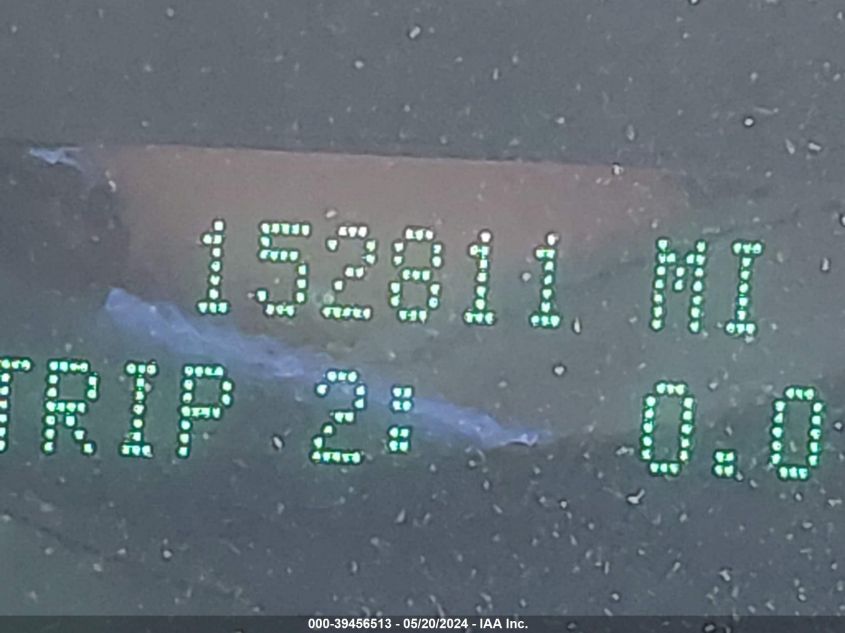 152811 MI
TRIP 2: 0.0
000-39456513 - 05/20/2024 - IAA Inc.